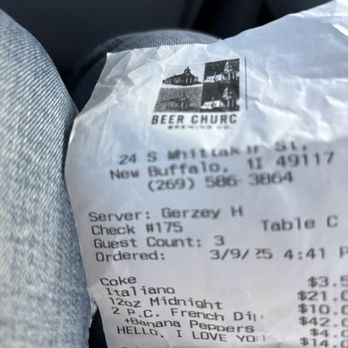 BEER CHURC
BREWING CO.
24 S Whittaker St,
New Buffalo, MI 49117
(269) 586-3864
Server: Gerzey H
Check #175 Table C
Guest Count: 3
Ordered: 3/9/25 4:41 P
Coke $3.5
Italiano $21.0
12oz Midnight $10.0
2 P.C. French Di $42.0
+Banana Peppers $4.0
HELLO, I LOVE YOU $14.0